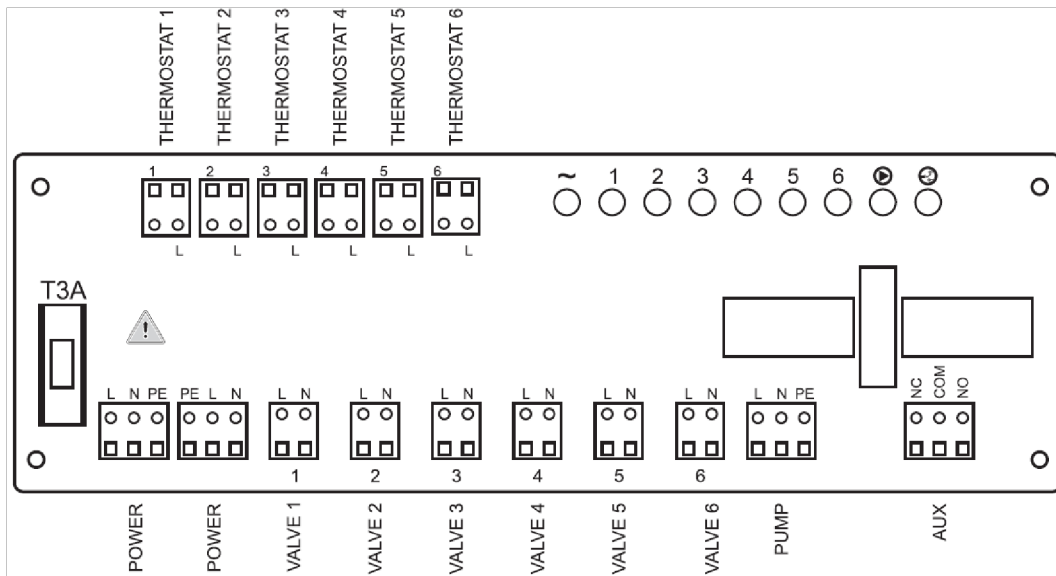 THERMOSTAT 1
THERMOSTAT 2
THERMOSTAT 3
THERMOSTAT 4
THERMOSTAT 5
THERMOSTAT 6
1 2 3 4 5 6
~ 1 2 3 4 5 6
L L L L L L
T3A
!
L N PE PE L N L N L N L N L N L N L N L N PE NC COM NO
1 2 3 4 5 6
POWER
POWER
VALVE 1
VALVE 2
VALVE 3
VALVE 4
VALVE 5
VALVE 6
PUMP
AUX